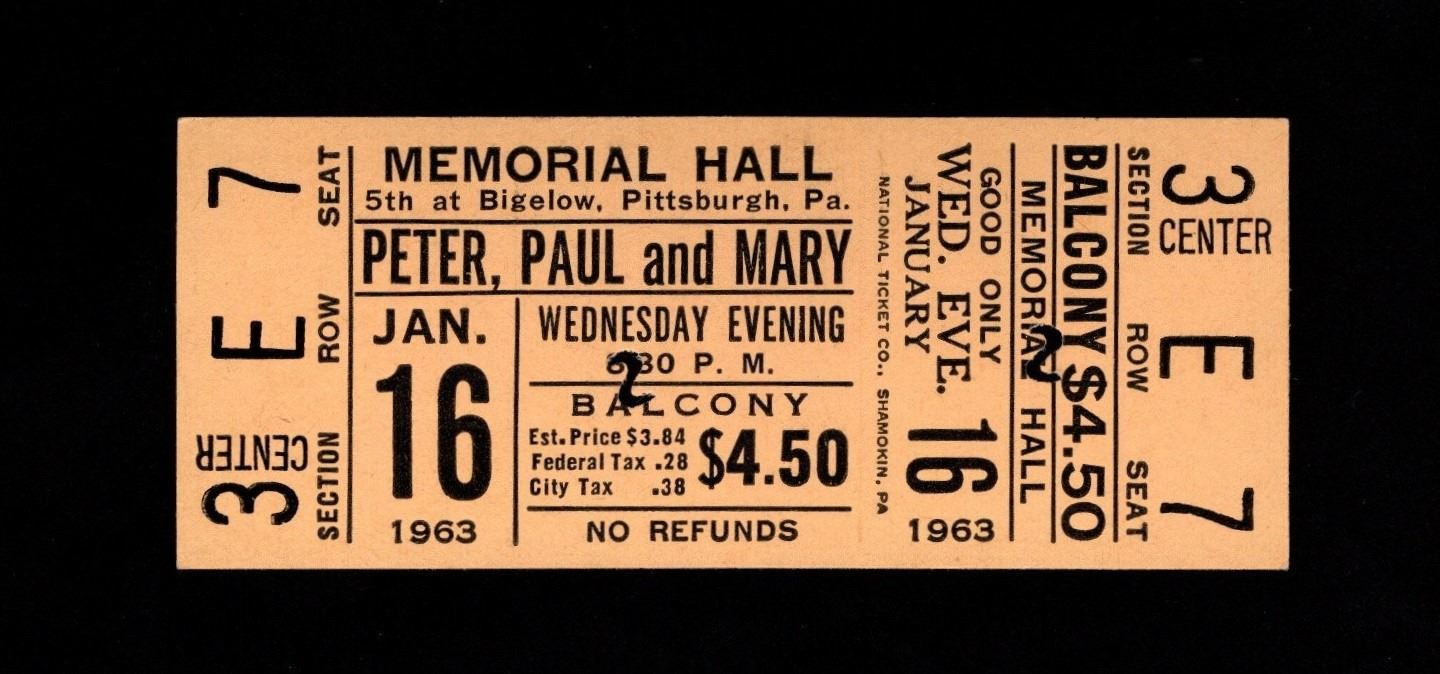 SEAT 7
ROW E
SECTION 3 CENTER
MEMORIAL HALL
5th at Bigelow, Pittsburgh, Pa.
PETER, PAUL and MARY
JAN.
16
1963
WEDNESDAY EVENING
P. M.
BALCONY
Est. Price $3.84
Federal Tax .28
City Tax .38
$4.50
NO REFUNDS
NATIONAL TICKET CO., SHAMOKIN, PA
GOOD ONLY
WED. EVE.
JANUARY
16
1963
MEMORIAL HALL
BALCONY $4.50
SECTION 3 CENTER
ROW E
SEAT 7